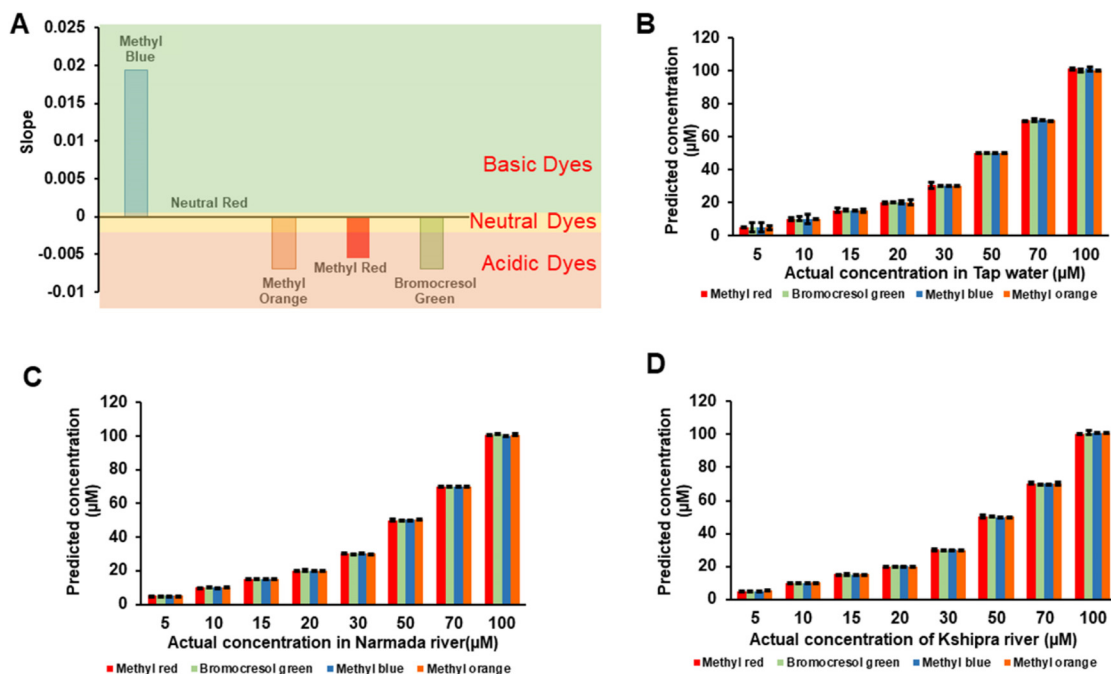 A
0.025
0.02
0.015
0.01
0.005
0
-0.005
-0.01
Slope
Methyl
Blue
Neutral Red
Methyl
Orange
Methyl Red
Bromocresol
Green
Basic Dyes
Neutral Dyes
Acidic Dyes
B
Predicted concentration
(µM)
120
100
80
60
40
20
0
5 10 15 20 30 50 70 100
Actual concentration in Tap water (µM)
Methyl red Bromocresol green Methyl blue Methyl orange
C
Predicted concentration
(µM)
120
100
80
60
40
20
0
5 10 15 20 30 50 70 100
Actual concentration in Narmada river(µM)
Methyl red Bromocresol green Methyl blue Methyl orange
D
Predicted concentration
(µM)
120
100
80
60
40
20
0
5 10 15 20 30 50 70 100
Actual concentration of Kshipra river (µM)
Methyl red Bromocresol green Methyl blue Methyl orange